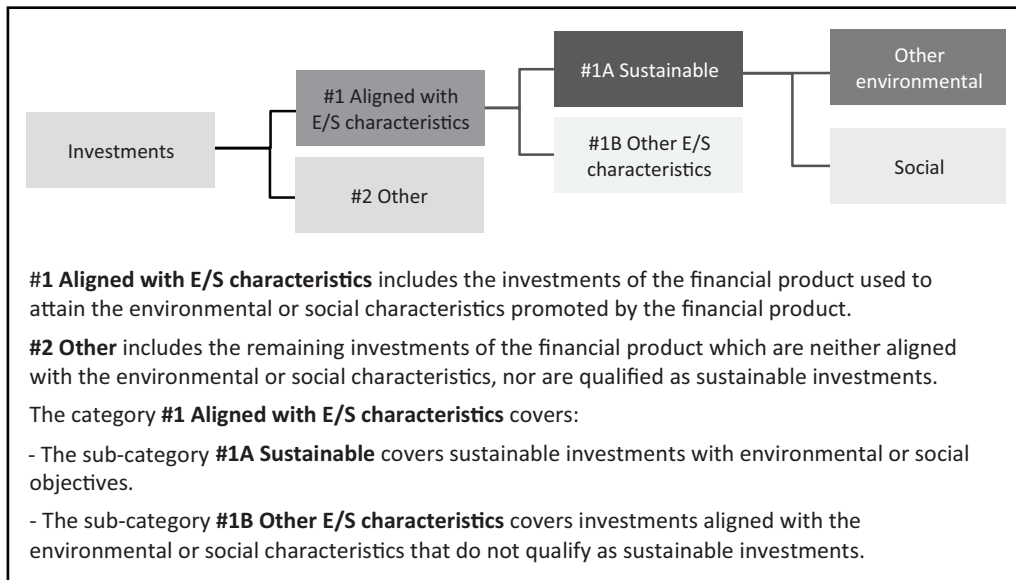 Investments
#1 Aligned with
E/S characteristics
#2 Other
#1A Sustainable
#1B Other E/S
characteristics
Other
environmental
Social
#1 Aligned with E/S characteristics includes the investments of the financial product used to
attain the environmental or social characteristics promoted by the financial product.
#2 Other includes the remaining investments of the financial product which are neither aligned
with the environmental or social characteristics, nor are qualified as sustainable investments.
The category #1 Aligned with E/S characteristics covers:
- The sub-category #1A Sustainable covers sustainable investments with environmental or social
objectives.
- The sub-category #1B Other E/S characteristics covers investments aligned with the
environmental or social characteristics that do not qualify as sustainable investments.